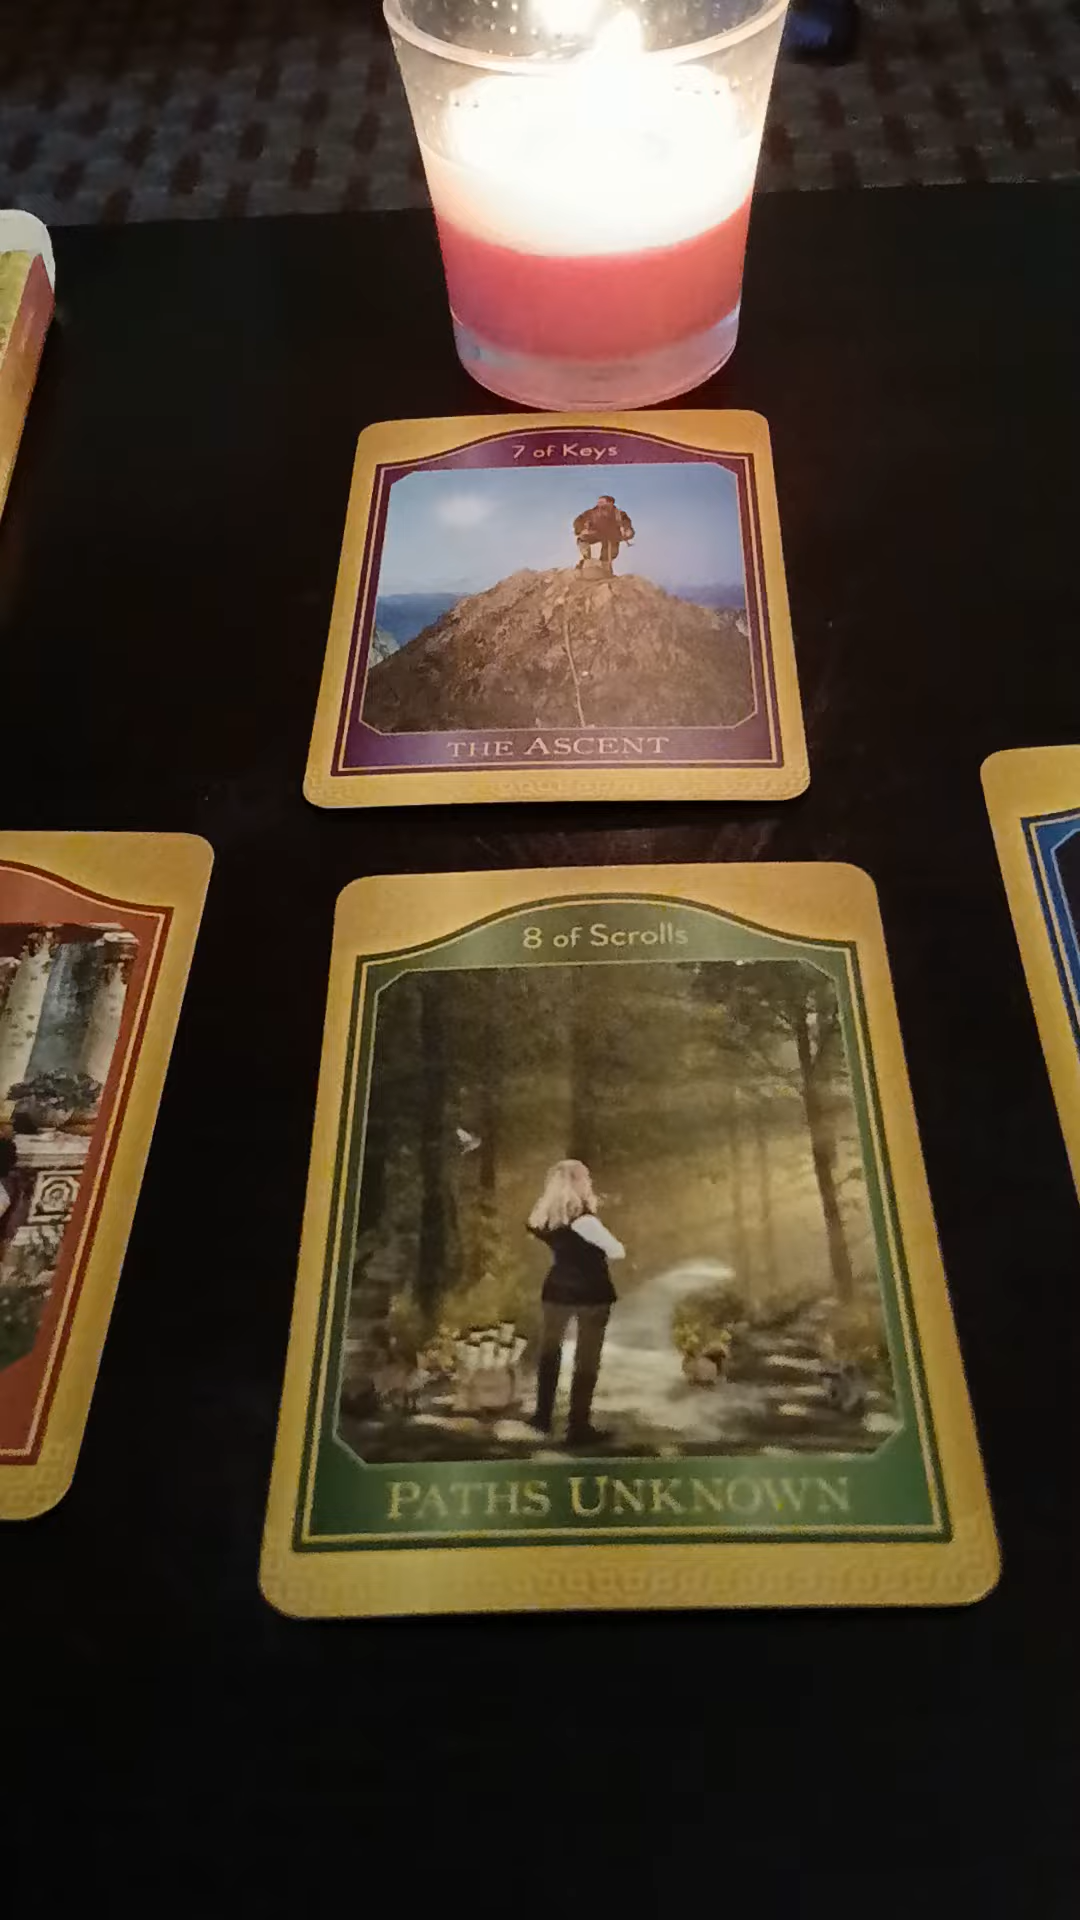 7 of Keys
THE ASCENT
8 of Scrolls
PATHS UNKNOWN